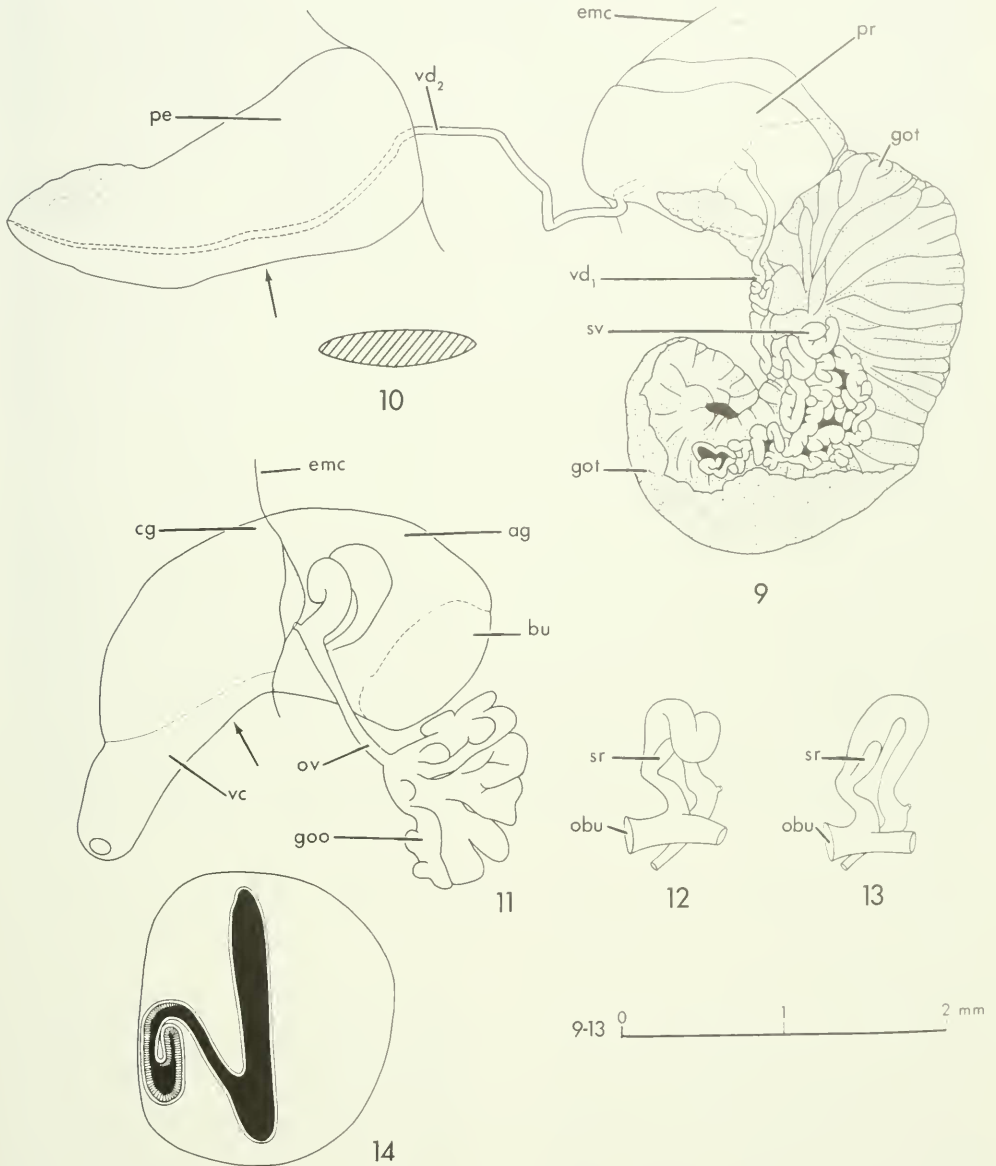 emc
pr
vd₂
pe
got
vd₁
sv
10
got
emc
cg
ag
9
bu
sr
sr
ov
vc
obu
obu
goo
11
12
13
0 1 2 mm
9-13
14